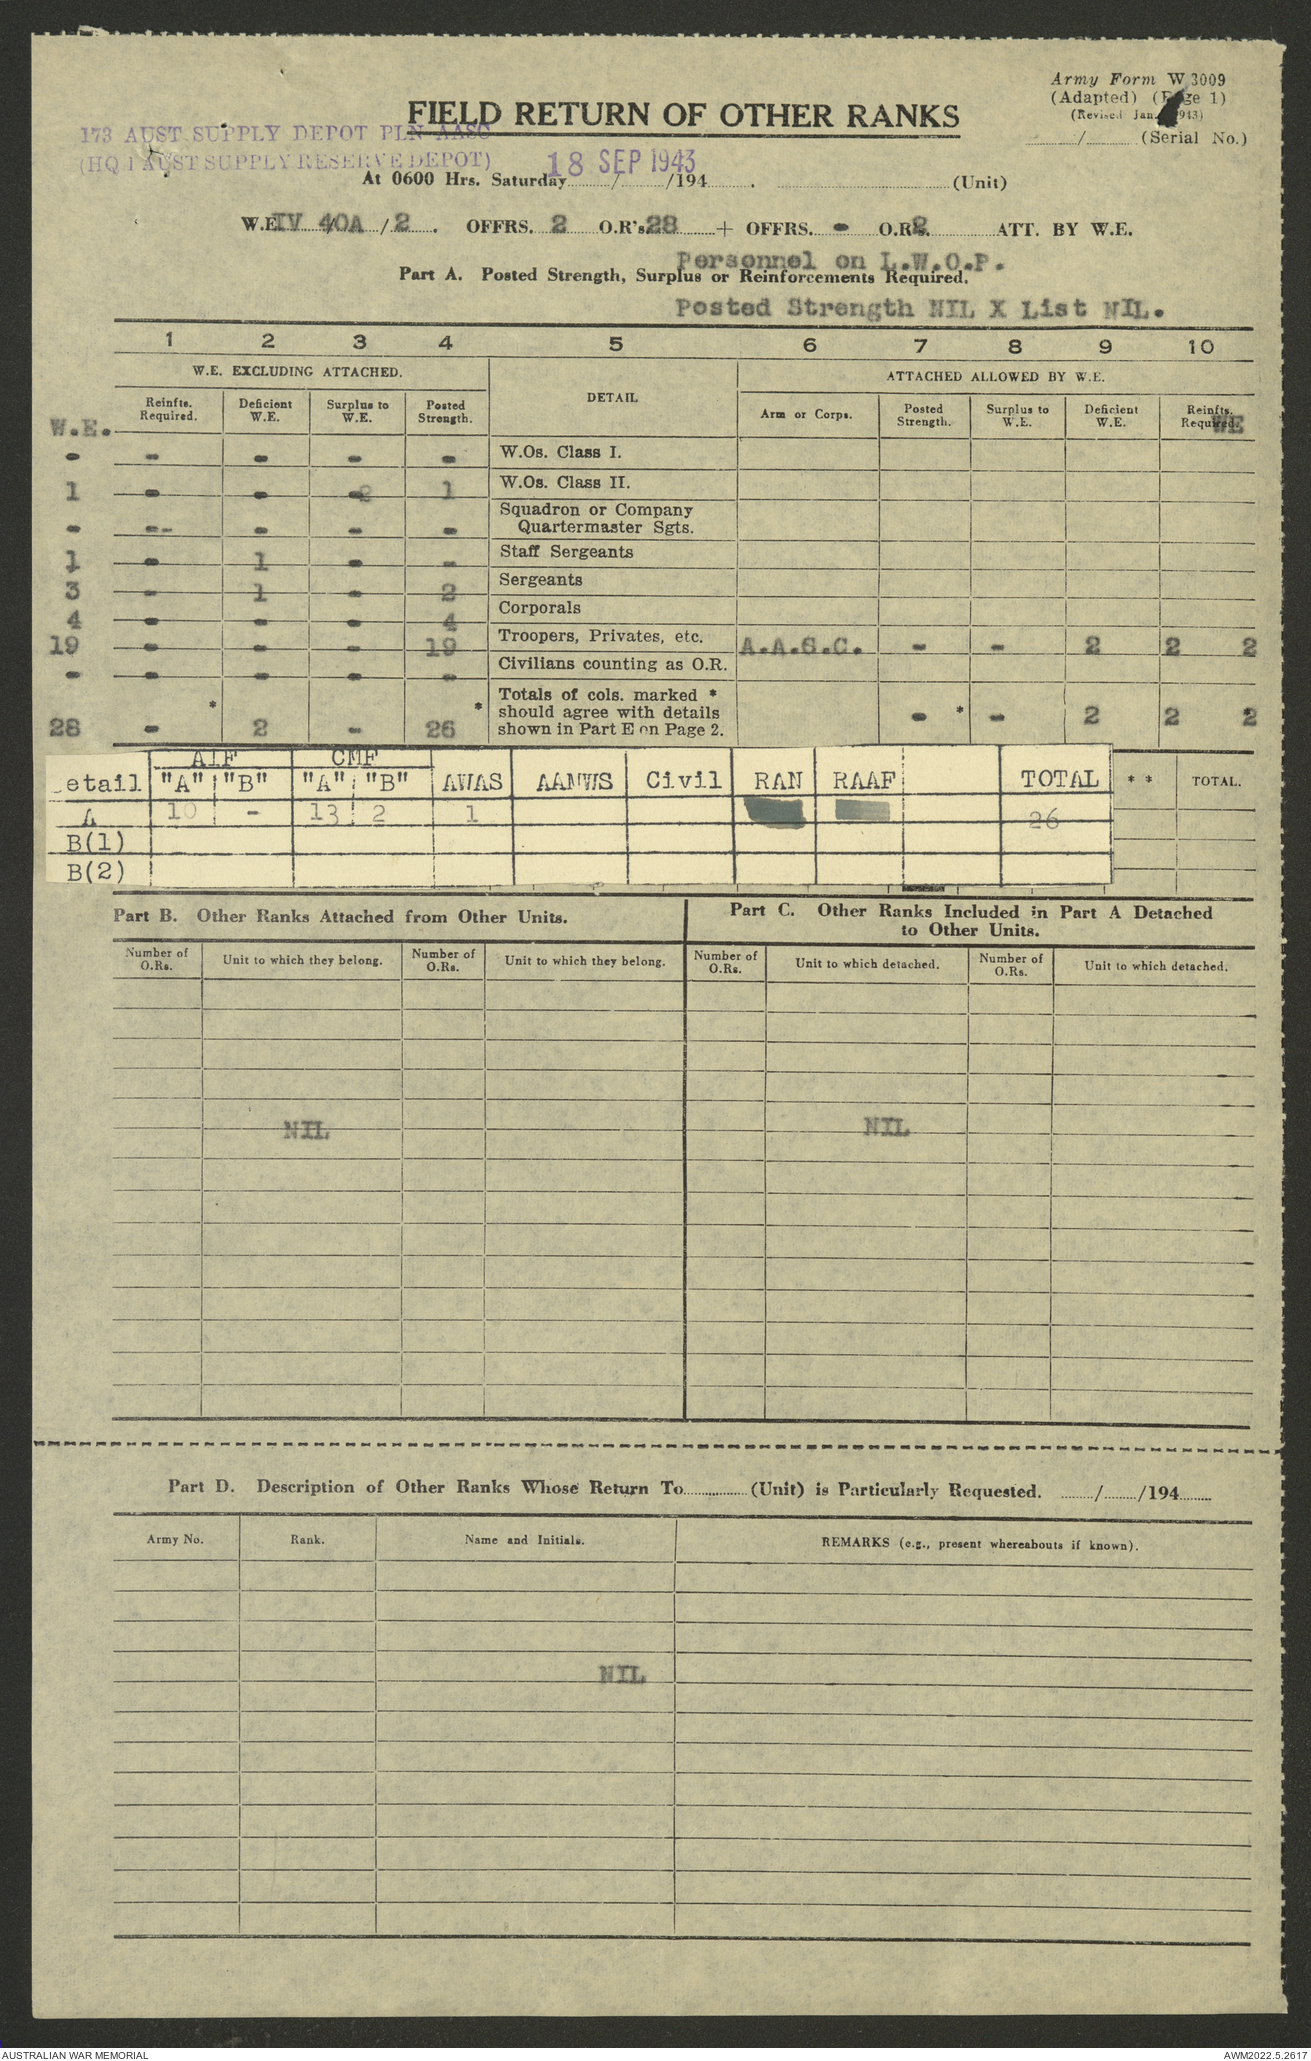 Army Form W 3009
(Adapted) (Page 1)
(Revised Jan. 1943)
FIELD RETURN OF OTHER RANKS
173 AUST SUPPLY DEPOT PLN AASC
(HQ 1 AUST SUPPLY RESERVE DEPOT)
18 SEP 1943
....../...... (Serial No.)
At 0600 Hrs. Saturday....../....../194...... . ............(Unit)
W.E. IV 40A / 2 . OFFRS. 2 O.R's. 28 + OFFRS. - O.R. 2 ATT. BY W.E.
Personnel on L.W.O.P.
Part A. Posted Strength, Surplus or Reinforcements Required.
Posted Strength NIL X List NIL.
1 2 3 4 5 6 7 8 9 10
W.E. EXCLUDING ATTACHED. DETAIL ATTACHED ALLOWED BY W.E.
W.E. Reinfts. Required. Deficient W.E. Surplus to W.E. Posted Strength. Arm or Corps. Posted Strength. Surplus to W.E. Deficient W.E. Reinfts. Required. WE
- - - - - W.Os. Class I.
1 - - - 1 W.Os. Class II.
- -- - - - Squadron or Company
Quartermaster Sgts.
1 - 1 - - Staff Sergeants
3 - 1 - 2 Sergeants
4 - - - 4 Corporals
19 - - - 19 Troopers, Privates, etc. A.A.S.C. - - 2 2 2
- - - - - Civilians counting as O.R.
28 * - 2 - 26 * Totals of cols. marked *
should agree with details
shown in Part E on Page 2. - * - 2 2 2
AIF CMF
etail "A" "B" "A" "B" AWAS AANWS Civil RAN RAAF TOTAL * * TOTAL.
A 10 - 13 2 1 26
B(1)
B(2)
Part B. Other Ranks Attached from Other Units.
Part C. Other Ranks Included in Part A Detached
to Other Units.
Number of O.Rs. Unit to which they belong. Number of O.Rs. Unit to which they belong. Number of O.Rs. Unit to which detached. Number of O.Rs. Unit to which detached.
NIL NIL
Part D. Description of Other Ranks Whose Return To............(Unit) is Particularly Requested. ....../....../194......
Army No. Rank. Name and Initials. REMARKS (e.g., present whereabouts if known).
NIL
AUSTRALIAN WAR MEMORIAL AWM2022.5.2617